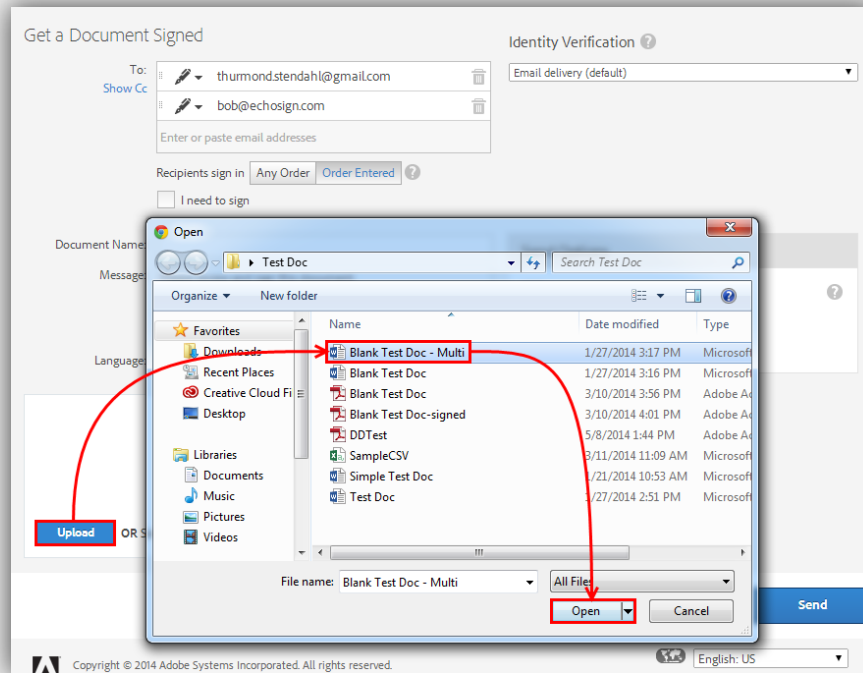 Get a Document Signed
Identity Verification
To:
thurmond.stendahl@gmail.com
Email delivery (default)
Show Cc
bob@echosign.com
Enter or paste email addresses
Recipients sign in Any Order Order Entered
I need to sign
Open
Document Name:
Test Doc
Search Test Doc
Message:
Organize New folder
Favorites
Name Date modified Type
Language:
Downloads
Blank Test Doc - Multi 1/27/2014 3:17 PM Microsoft
Recent Places
Blank Test Doc 1/27/2014 3:16 PM Microsoft
Creative Cloud Fi
Blank Test Doc 3/10/2014 3:56 PM Adobe Ac
Desktop
Blank Test Doc-signed 3/10/2014 4:01 PM Adobe Ac
DDTest 5/8/2014 1:44 PM Adobe Ac
Libraries
SampleCSV 3/11/2014 11:09 AM Microsoft
Documents
Simple Test Doc 1/21/2014 10:53 AM Microsoft
Music
Test Doc 1/27/2014 2:51 PM Microsoft
Pictures
Videos
Upload OR S
File name: Blank Test Doc - Multi All Files
Open Cancel
Send
Copyright © 2014 Adobe Systems Incorporated. All rights reserved.
English: US